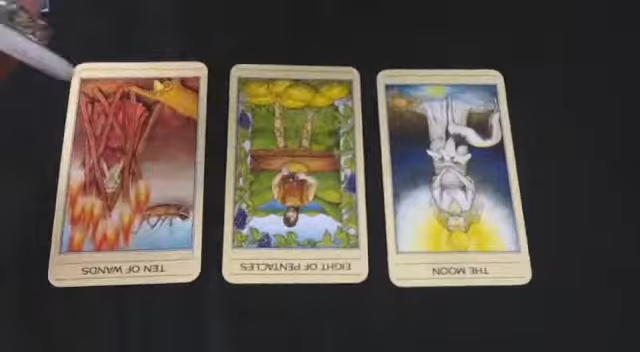 TEN OF WANDS
EIGHT OF PENTACLES
THE MOON